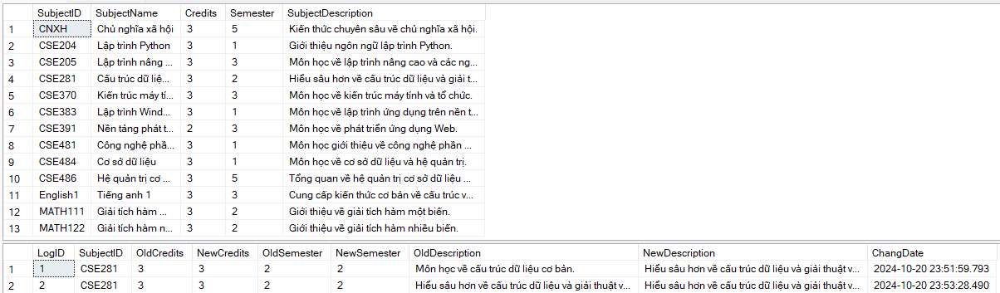 SubjectID SubjectName Credits Semester SubjectDescription
1 CNXH Chủ nghĩa xã hội 3 5 Kiến thức chuyên sâu về chủ nghĩa xã hội.
2 CSE204 Lập trình Python 3 1 Giới thiệu ngôn ngữ lập trình Python.
3 CSE205 Lập trình nâng ... 3 3 Môn học về lập trình nâng cao và các ng...
4 CSE281 Cấu trúc dữ liệ... 3 2 Hiểu sâu hơn về cấu trúc dữ liệu và giải t...
5 CSE370 Kiến trúc máy tí... 3 3 Môn học về kiến trúc máy tính và tổ chức.
6 CSE383 Lập trình Wind... 3 1 Môn học về lập trình ứng dụng trên nền t...
7 CSE391 Nền tảng phát t... 2 3 Môn học về phát triển ứng dụng Web.
8 CSE481 Công nghệ phầ... 3 1 Môn học giới thiệu về công nghệ phần ...
9 CSE484 Cơ sở dữ liệu 3 1 Môn học về cơ sở dữ liệu và hệ quản trị.
10 CSE486 Hệ quản trị cơ ... 3 5 Tổng quan về hệ quản trị cơ sở dữ liệu ...
11 English1 Tiếng anh 1 3 3 Cung cấp kiến thức cơ bản về cấu trúc v...
12 MATH111 Giải tích hàm ... 3 2 Giới thiệu về giải tích hàm một biến.
13 MATH122 Giải tích hàm n... 3 2 Giới thiệu về giải tích hàm nhiều biến.
LogID SubjectID OldCredits NewCredits OldSemester NewSemester OldDescription NewDescription ChangDate
1 1 CSE281 3 3 2 2 Môn học về cấu trúc dữ liệu cơ bản. Hiểu sâu hơn về cấu trúc dữ liệu và giải thuật v... 2024-10-20 23:51:59.793
2 2 CSE281 3 3 2 2 Hiểu sâu hơn về cấu trúc dữ liệu và giải thuật v... Hiểu sâu hơn về cấu trúc dữ liệu và giải thuật v... 2024-10-20 23:53:28.490